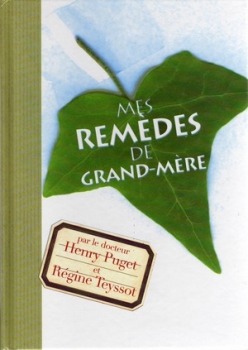 MES
REMÈDES
DE
GRAND-MÈRE
par le docteur
Henry Puget
et
Régine Teyssot